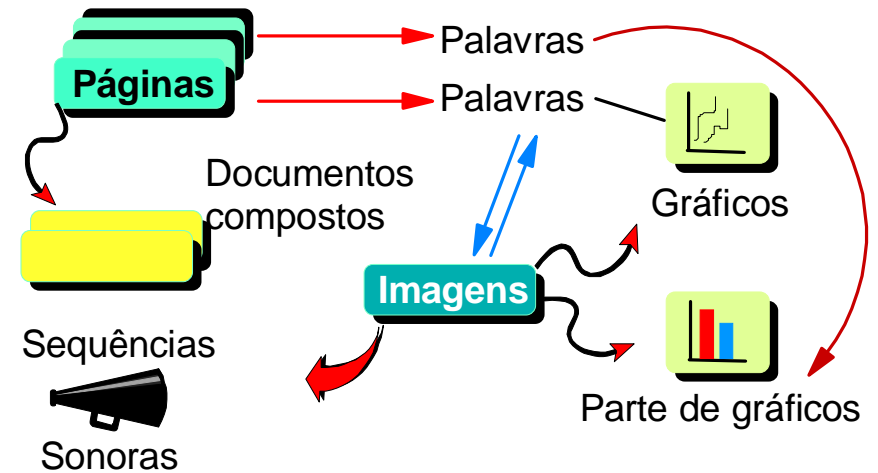 Palavras
Páginas
Palavras
Documentos
compostos
Gráficos
Imagens
Sequências
Parte de gráficos
Sonoras